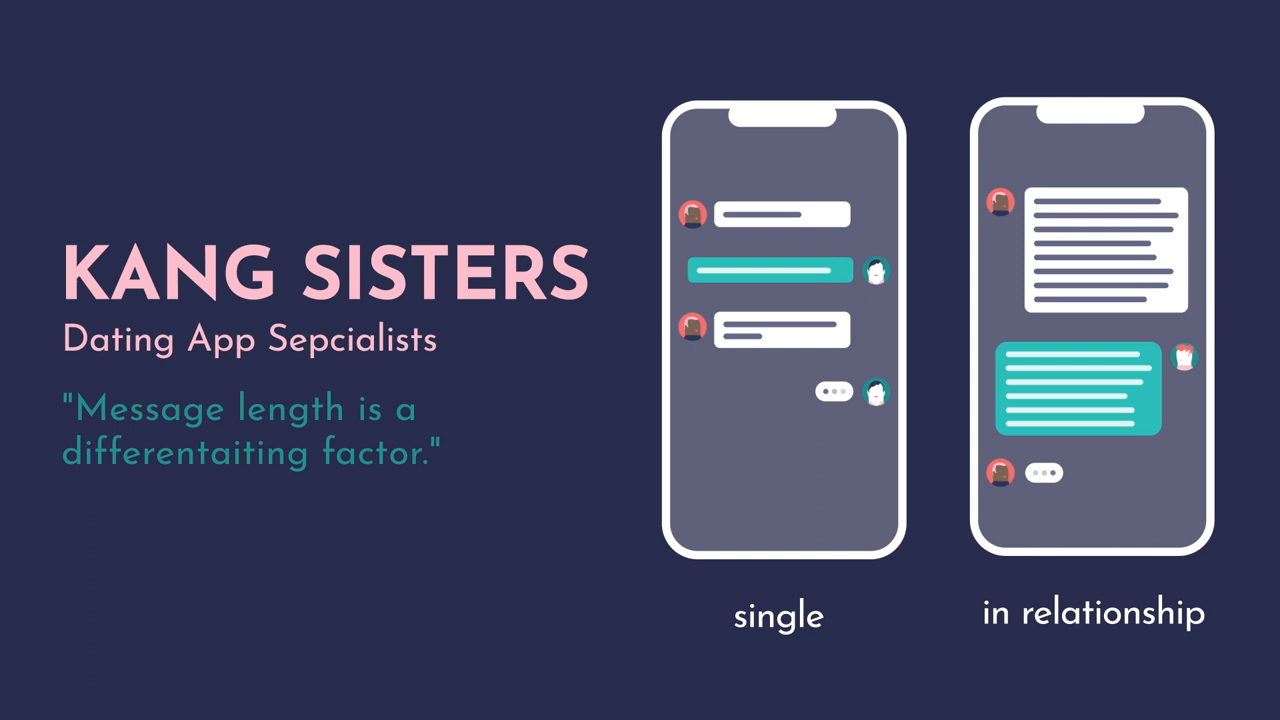 KANG SISTERS
Dating App Sepcialists
"Message length is a
differentaiting factor."
single
in relationship